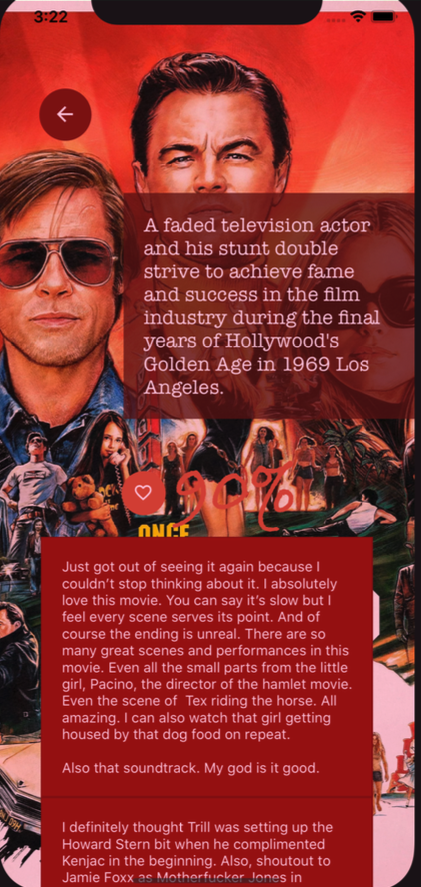 3:22
A faded television actor
and his stunt double
strive to achieve fame
and success in the film
industry during the final
years of Hollywood's
Golden Age in 1969 Los
Angeles.
90%
ONCE
Just got out of seeing it again because I
couldn't stop thinking about it. I absolutely
love this movie. You can say it's slow but I
feel every scene serves its point. And of
course the ending is unreal. There are so
many great scenes and performances in this
movie. Even all the small parts from the little
girl, Pacino, the director of the hamlet movie.
Even the scene of  Tex riding the horse. All
amazing. I can also watch that girl getting
housed by that dog food on repeat.
Also that soundtrack. My god is it good.
I definitely thought Trill was setting up the
Howard Stern bit when he complimented
Kenjac in the beginning. Also, shoutout to
Jamie Foxx as Motherfucker Jones in